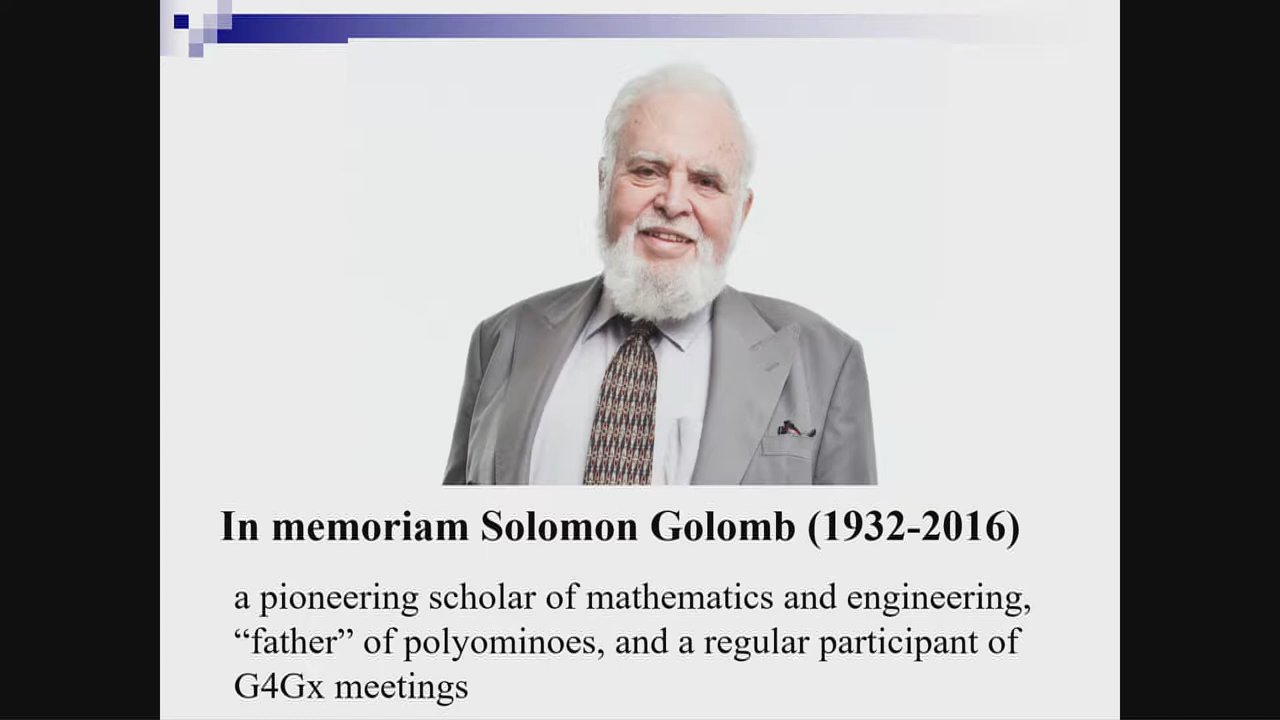 In memoriam Solomon Golomb (1932-2016)
a pioneering scholar of mathematics and engineering,
“father” of polyominoes, and a regular participant of
G4Gx meetings